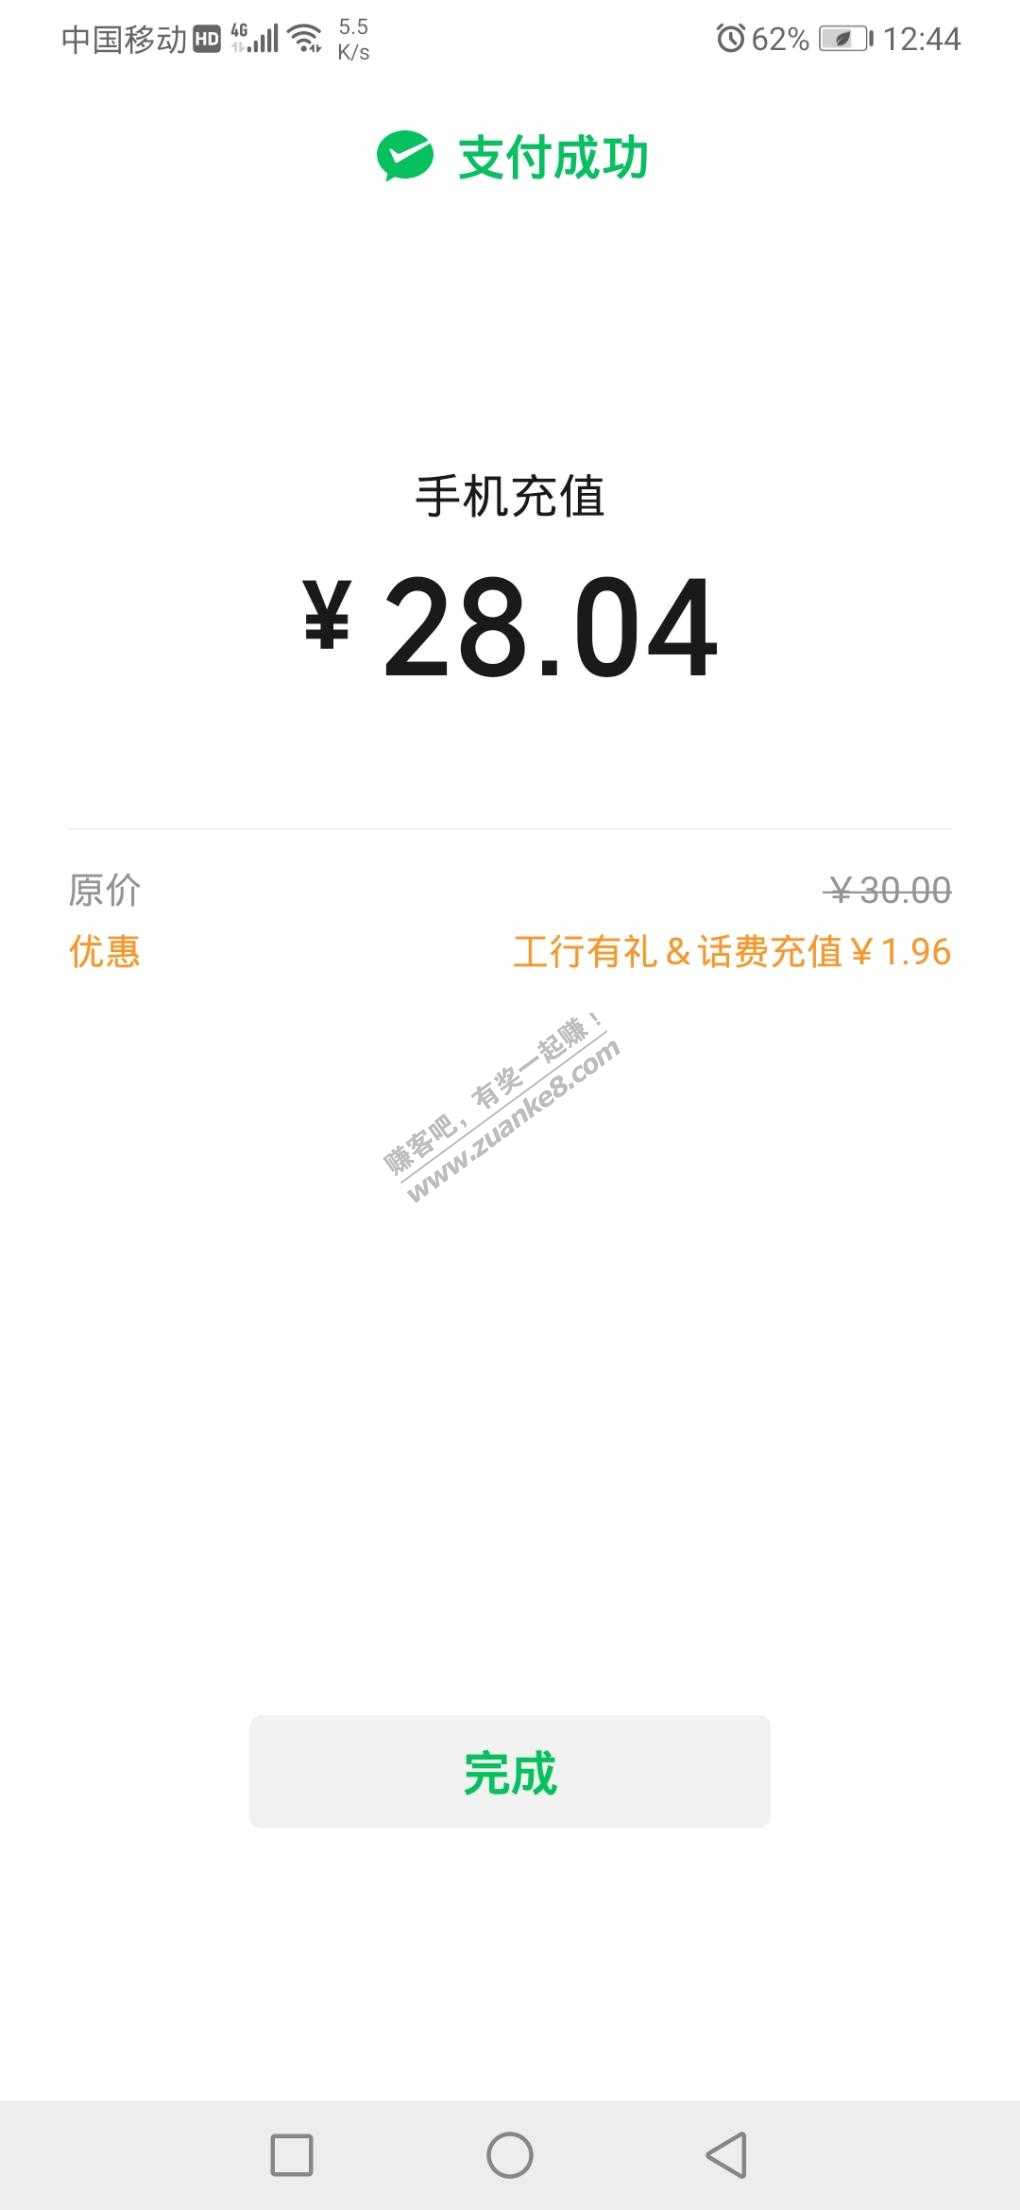 中国移动 HD 4G 5.5 K/s 62% 12:44
支付成功
手机充值
¥28.04
原价 ¥30.00
优惠 工行有礼&话费充值¥1.96
赚客吧，有奖一起赚！
www.zuanke8.com
完成